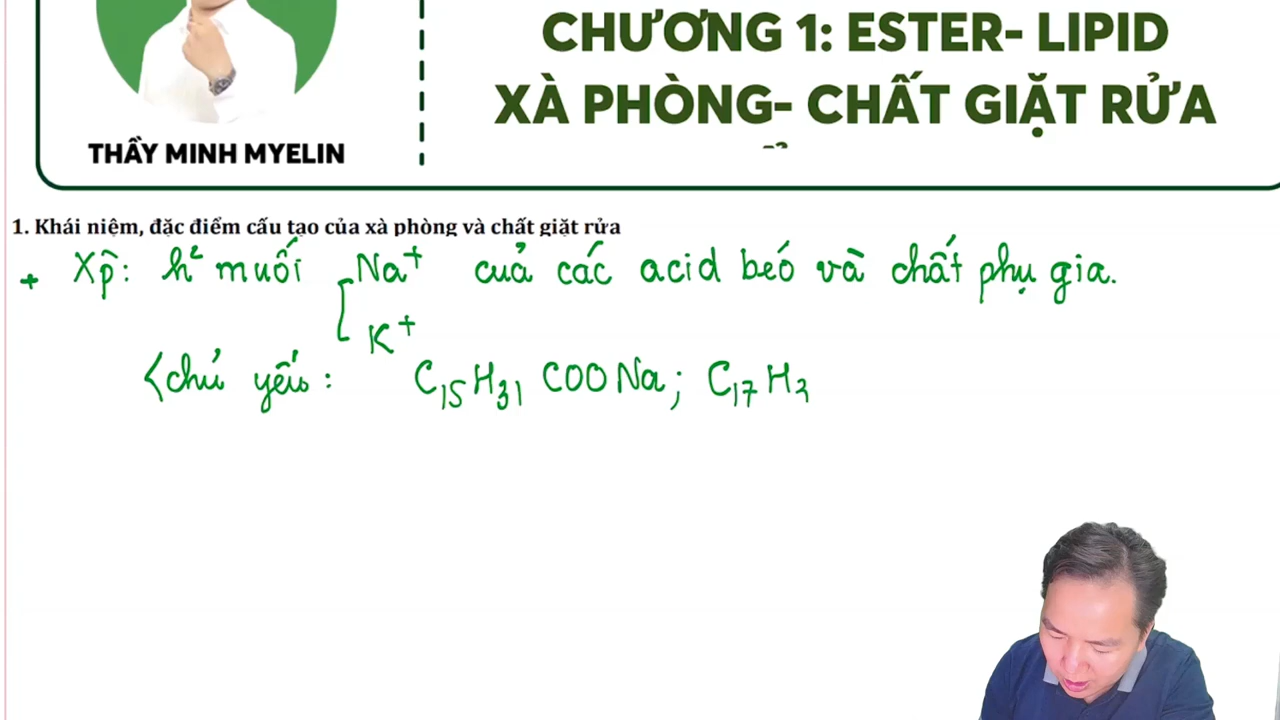 CHƯƠNG 1: ESTER- LIPID
XÀ PHÒNG- CHẤT GIẶT RỬA
THẦY MINH MYELIN
1. Khái niệm, đặc điểm cấu tạo của xà phòng và chất giặt rửa
+ Xp̂: h² muối Na⁺ của các acid béo và chất phụ gia.
K⁺
<chủ yếu: C₁₅H₃₁COONa; C₁₇H₃